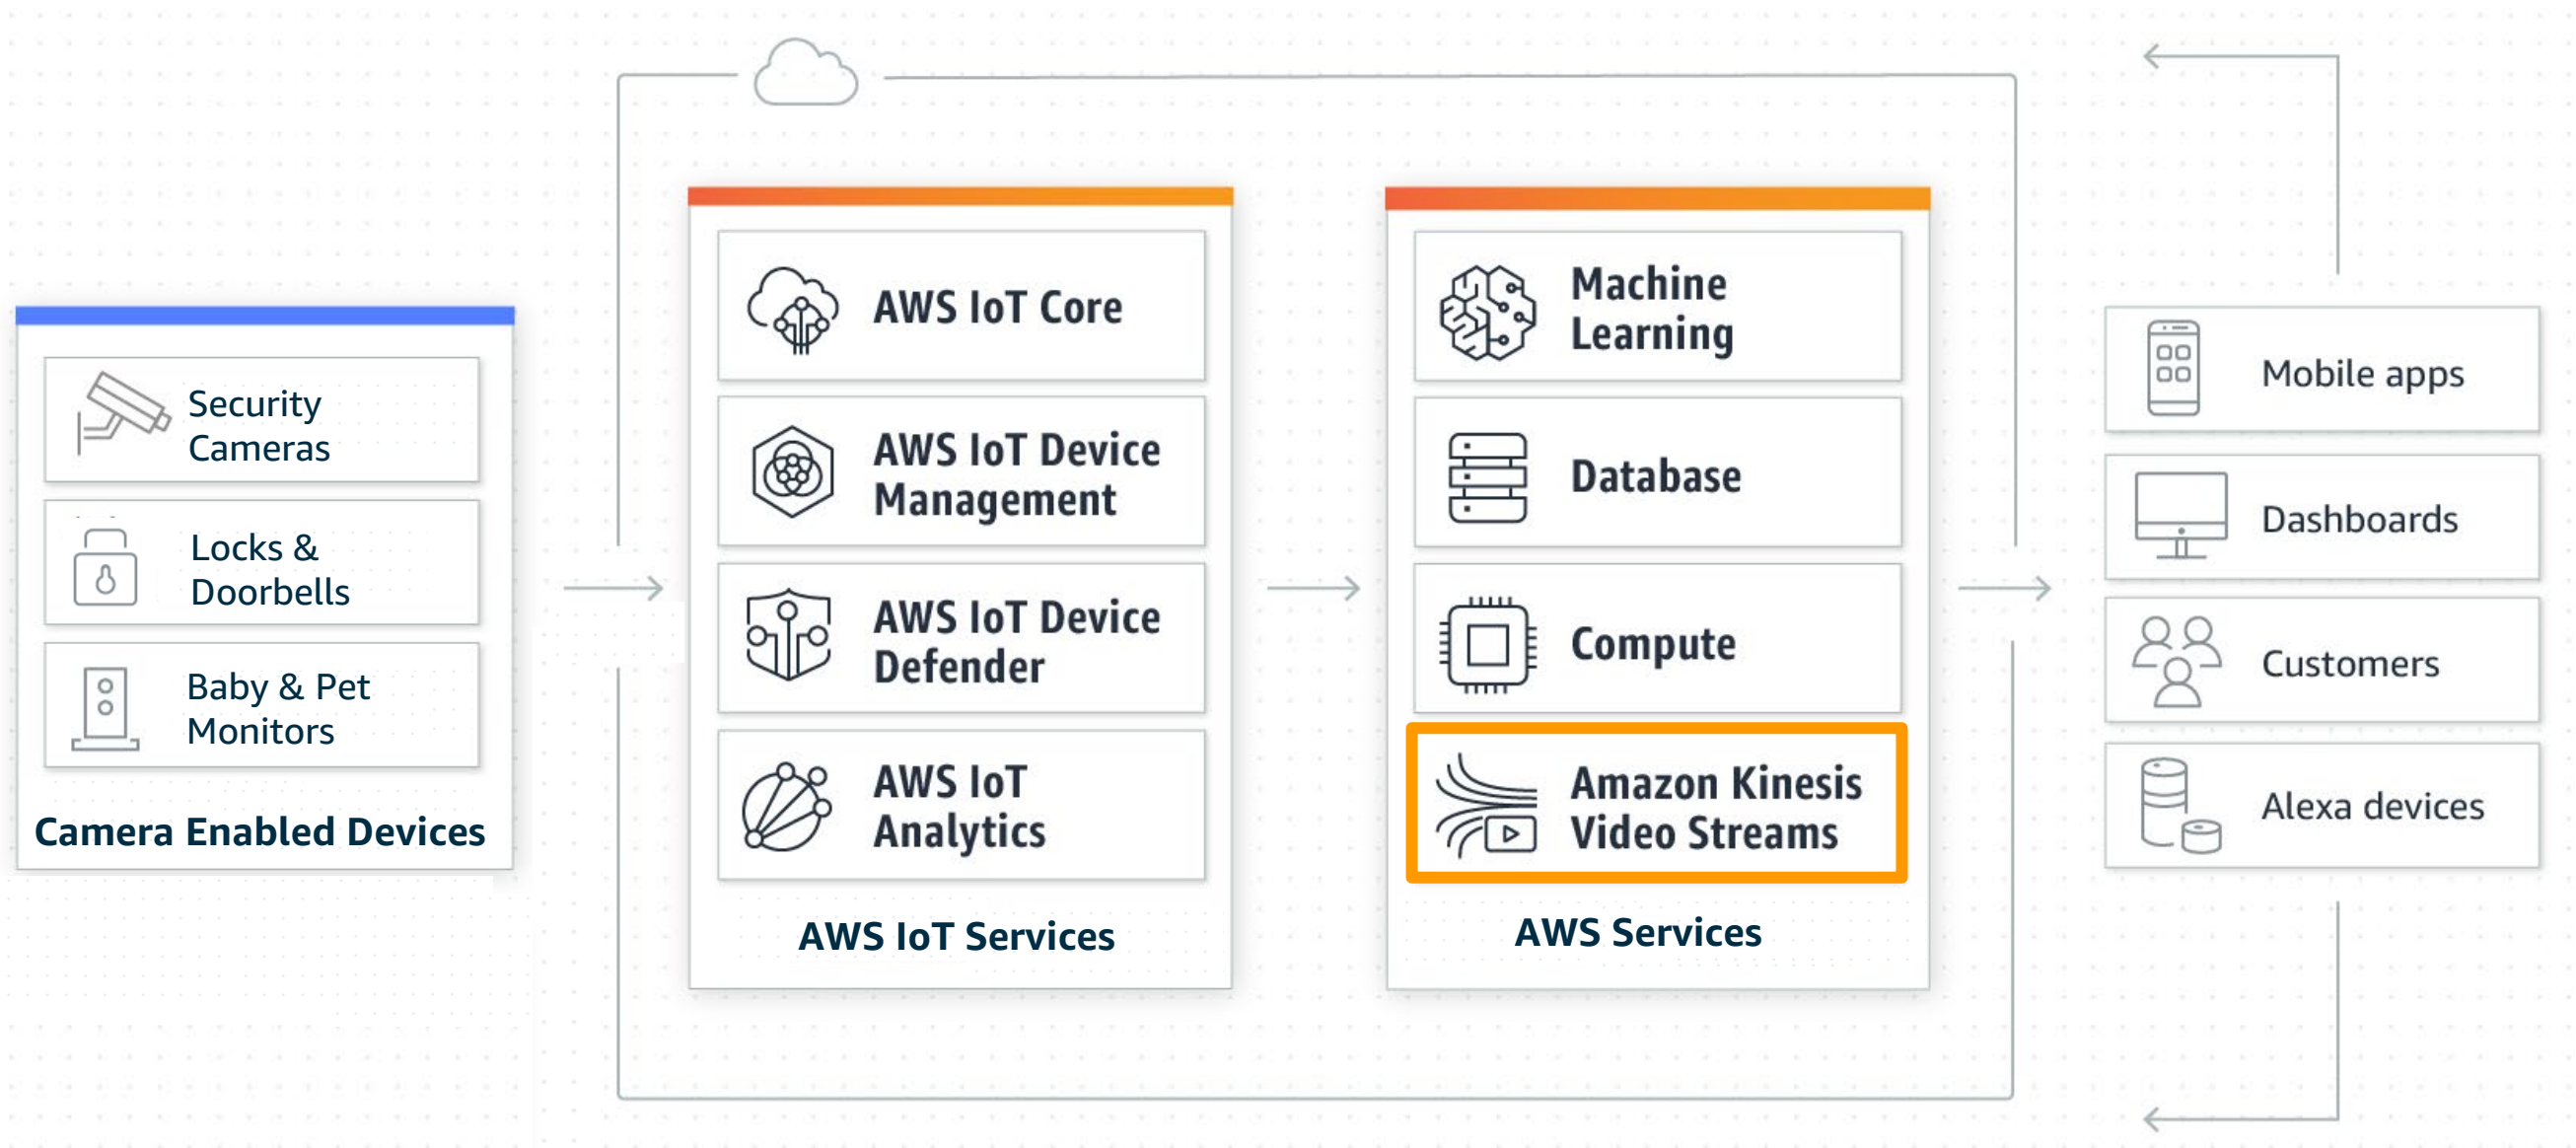 Security
Cameras
Locks &
Doorbells
Baby & Pet
Monitors
Camera Enabled Devices
AWS IoT Core
AWS IoT Device
Management
AWS IoT Device
Defender
AWS IoT
Analytics
AWS IoT Services
Machine
Learning
Database
Compute
Amazon Kinesis
Video Streams
AWS Services
Mobile apps
Dashboards
Customers
Alexa devices